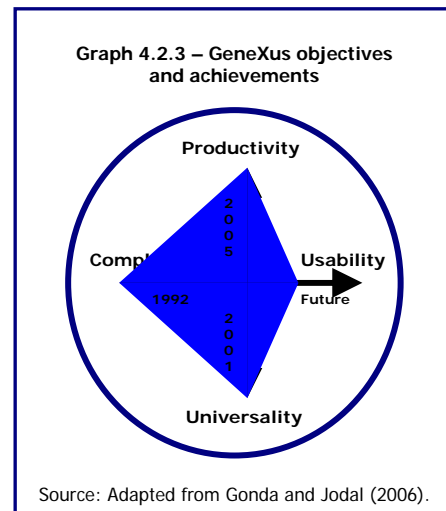 Graph 4.2.3 – GeneXus objectives
and achievements
Productivity
2
0
0
5
Usability
1992
Future
2
0
0
1
Universality
Source: Adapted from Gonda and Jodal (2006).